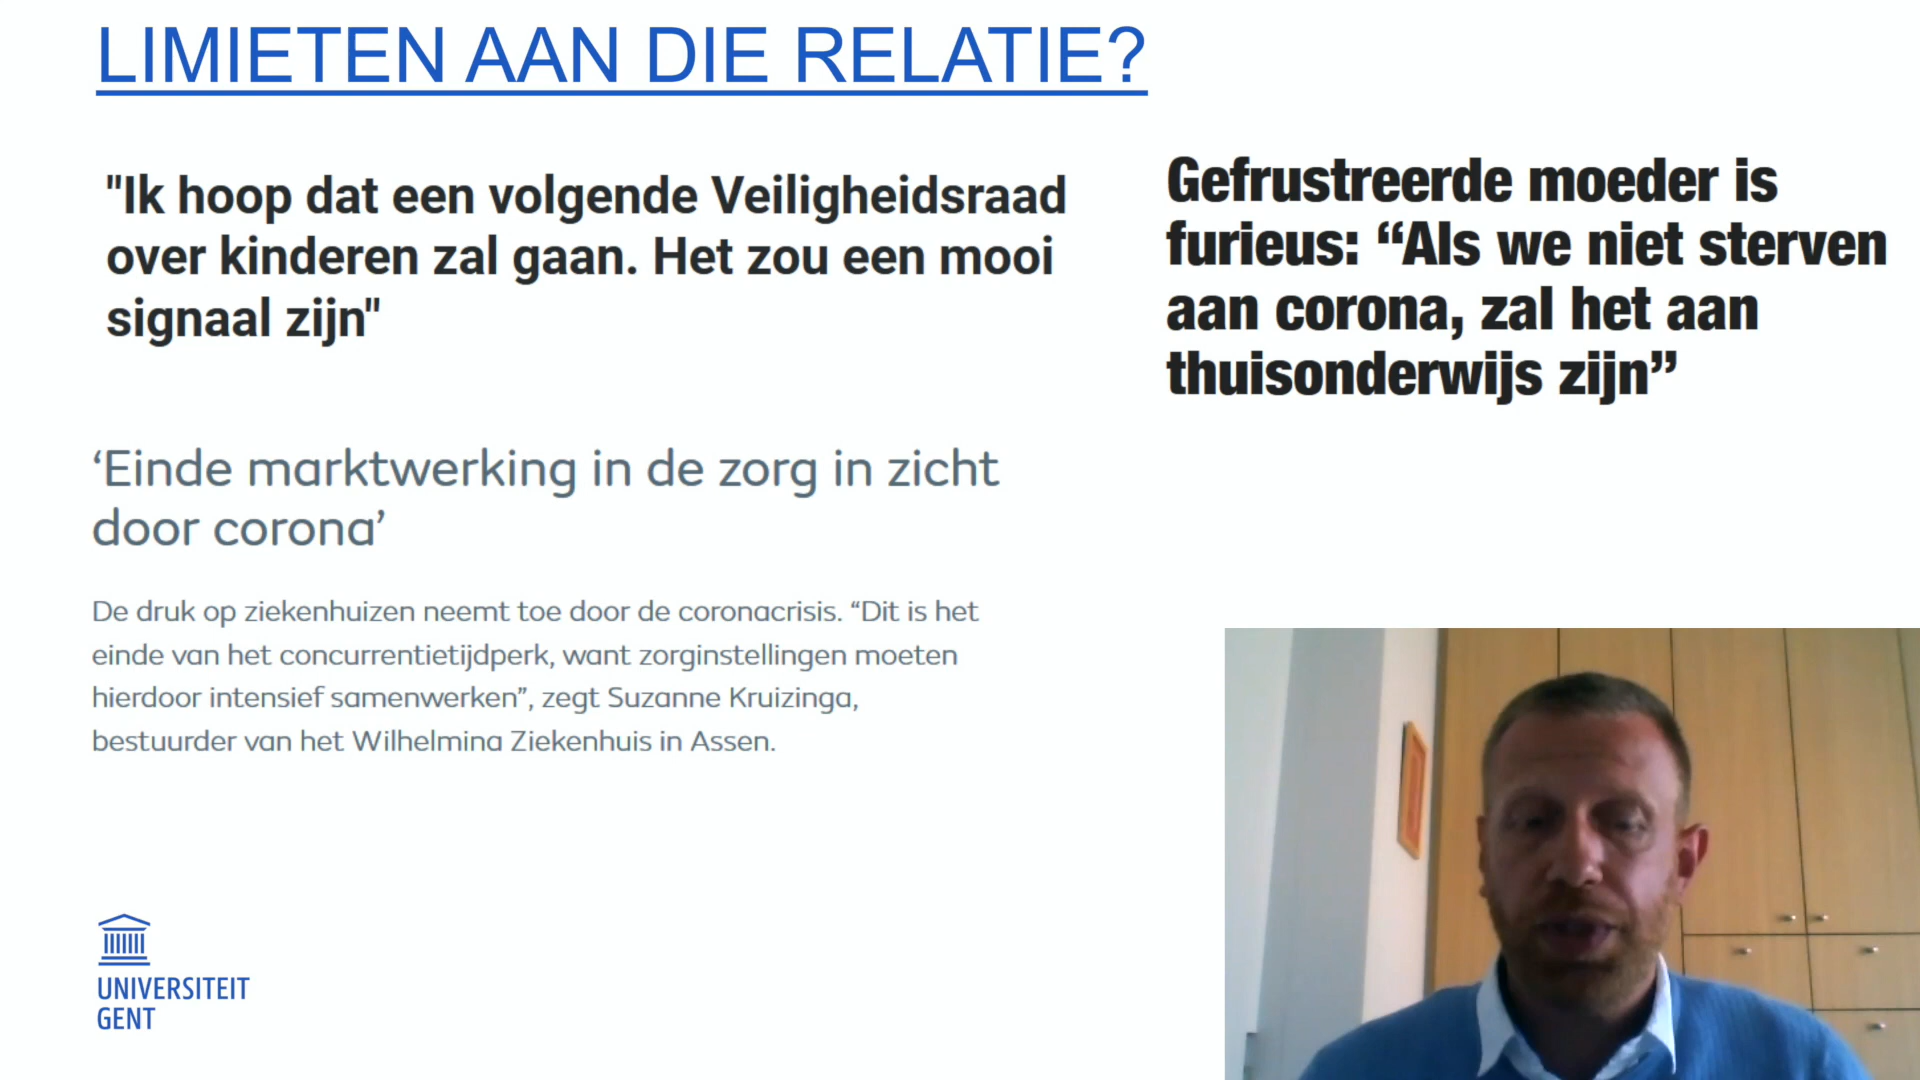 LIMIETEN AAN DIE RELATIE?
"Ik hoop dat een volgende Veiligheidsraad
over kinderen zal gaan. Het zou een mooi
signaal zijn"
Gefrustreerde moeder is
furieus: “Als we niet sterven
aan corona, zal het aan
thuisonderwijs zijn”
‘Einde marktwerking in de zorg in zicht
door corona’
De druk op ziekenhuizen neemt toe door de coronacrisis. “Dit is het
einde van het concurrentietijdperk, want zorginstellingen moeten
hierdoor intensief samenwerken”, zegt Suzanne Kruizinga,
bestuurder van het Wilhelmina Ziekenhuis in Assen.
UNIVERSITEIT
GENT